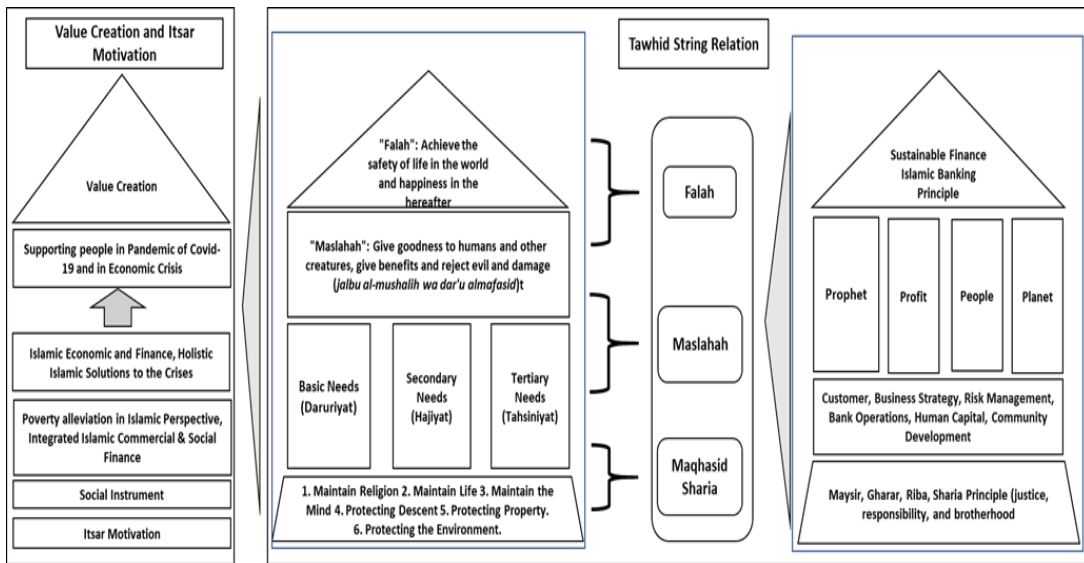 Value Creation and Itsar
Motivation
Value Creation
Supporting people in Pandemic of Covid-
19 and in Economic Crisis
Islamic Economic and Finance, Holistic
Islamic Solutions to the Crises
Poverty alleviation in Islamic Perspective,
Integrated Islamic Commercial & Social
Finance
Social Instrument
Itsar Motivation
"Falah": Achieve the
safety of life in the world
and happiness in the
hereafter
"Maslahah": Give goodness to humans and other
creatures, give benefits and reject evil and damage
(jalbu al-mushalih wa dar'u almafasid)t
Basic Needs
(Daruriyat)
Secondary
Needs
(Hajiyat)
Tertiary
Needs
(Tahsiniyat)
1. Maintain Religion 2. Maintain Life 3. Maintain the
Mind 4. Protecting Descent 5. Protecting Property.
6. Protecting the Environment.
Tawhid String Relation
Falah
Maslahah
Maqhasid
Sharia
Sustainable Finance
Islamic Banking
Principle
Prophet
Profit
People
Planet
Customer, Business Strategy, Risk Management,
Bank Operations, Human Capital, Community
Development
Maysir, Gharar, Riba, Sharia Principle (justice,
responsibility, and brotherhood